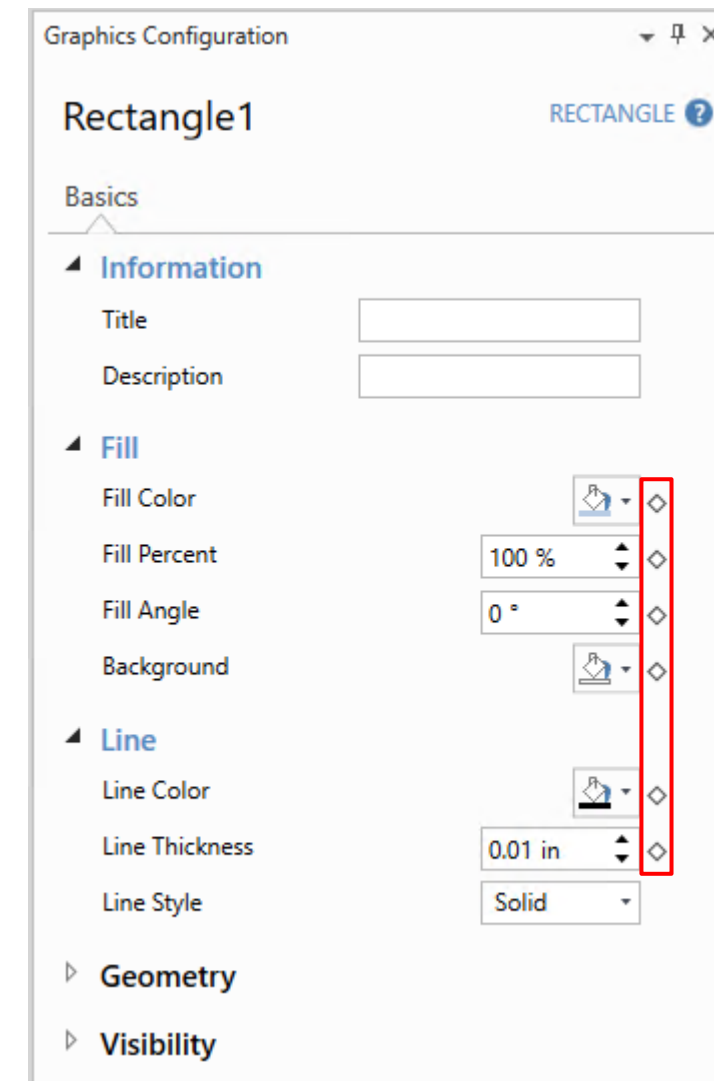 Graphics Configuration
Rectangle1 RECTANGLE ?
Basics
Information
Title
Description
Fill
Fill Color
Fill Percent 100 %
Fill Angle 0 °
Background
Line
Line Color
Line Thickness 0.01 in
Line Style Solid
Geometry
Visibility